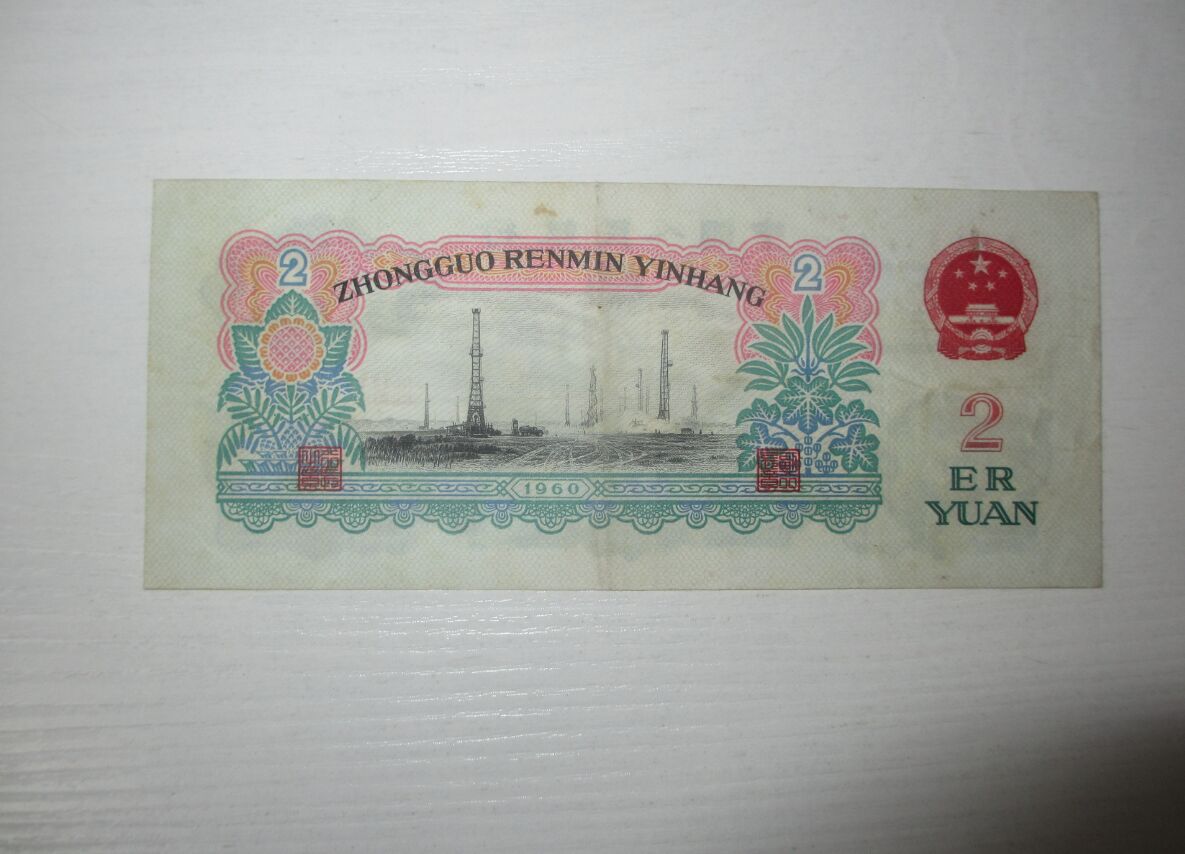 2
2
ZHONGGUO RENMIN YINHANG
1960
2
ER
YUAN